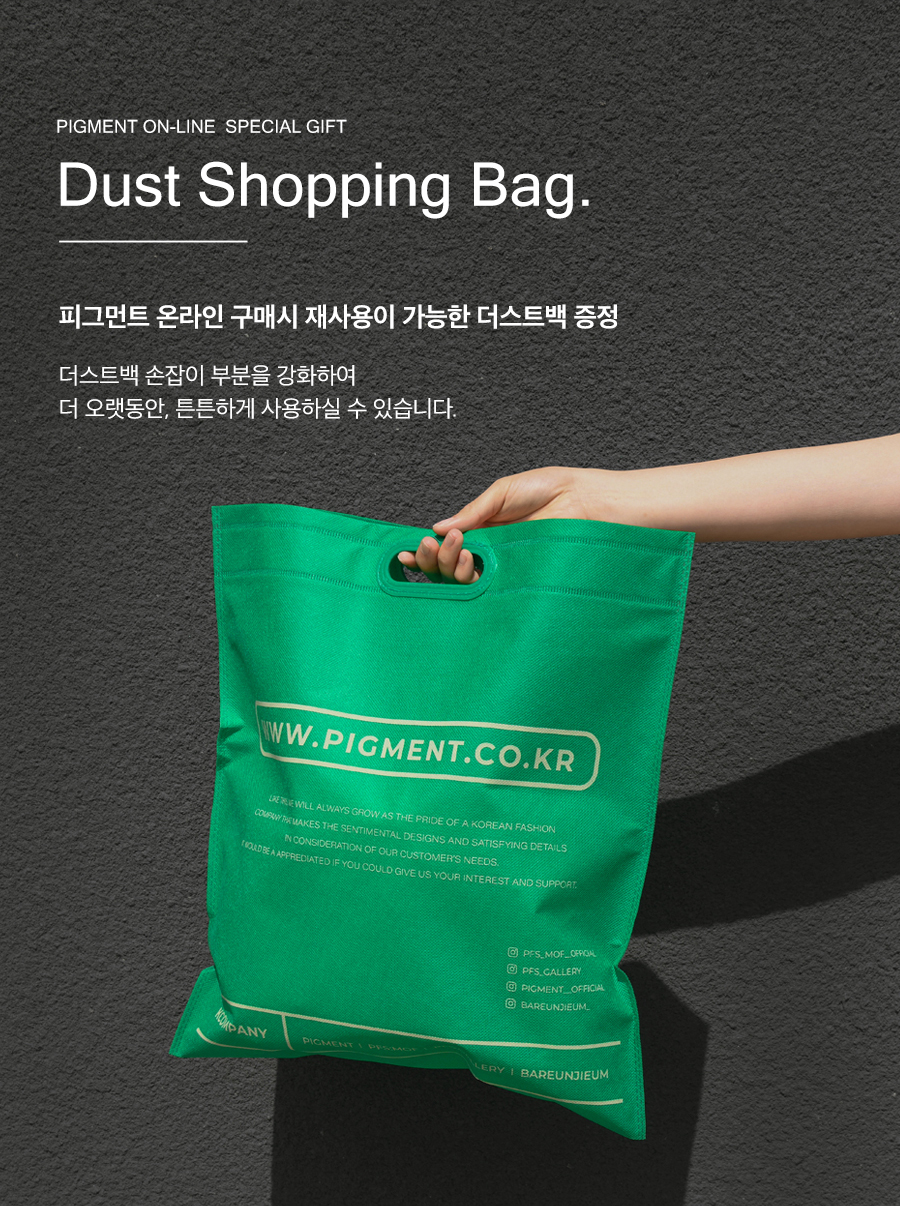 PIGMENT ON-LINE SPECIAL GIFT
Dust Shopping Bag.
피그먼트 온라인 구매시 재사용이 가능한 더스트백 증정
더스트백 손잡이 부분을 강화하여
더 오랫동안, 튼튼하게 사용하실 수 있습니다.
WWW.PIGMENT.CO.KR
LIKE WILL ALWAYS GROW AS THE PRIDE OF A KOREAN FASHION
COMPANY THAT MAKES THE SENTIMENTAL DESIGNS AND SATISFYING DETAILS
IN CONSIDERATION OF OUR CUSTOMER'S NEEDS.
WOULD BE A APPRECIATED IF YOU COULD GIVE US YOUR INTEREST AND SUPPORT.
PFS_MOF_OFFICIAL
PFS_GALLERY
PIGMENT_OFFICIAL
BAREUNJIEUM_
PIGMENT | PFS:MOF
LERY | BAREUNJIEUM